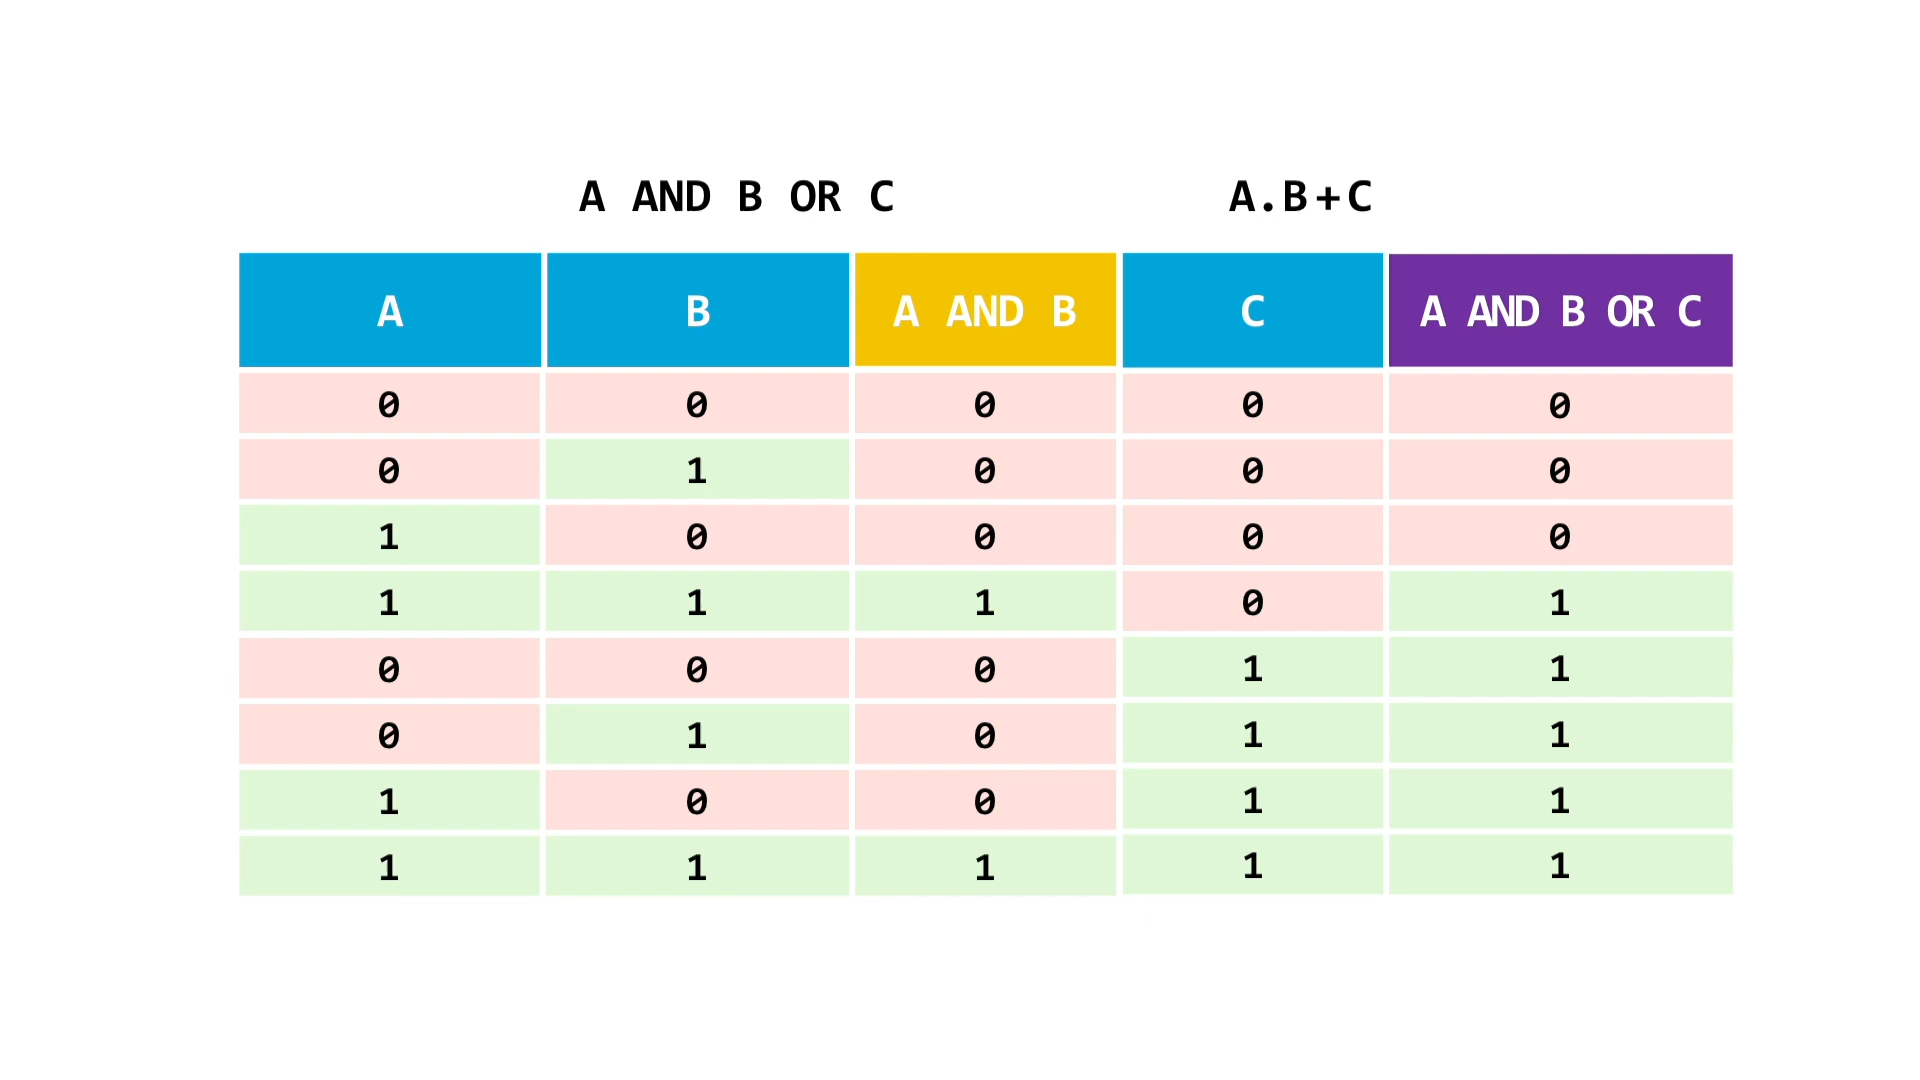 A AND B OR C A.B+C
A B A AND B C A AND B OR C
0 0 0 0 0
0 1 0 0 0
1 0 0 0 0
1 1 1 0 1
0 0 0 1 1
0 1 0 1 1
1 0 0 1 1
1 1 1 1 1